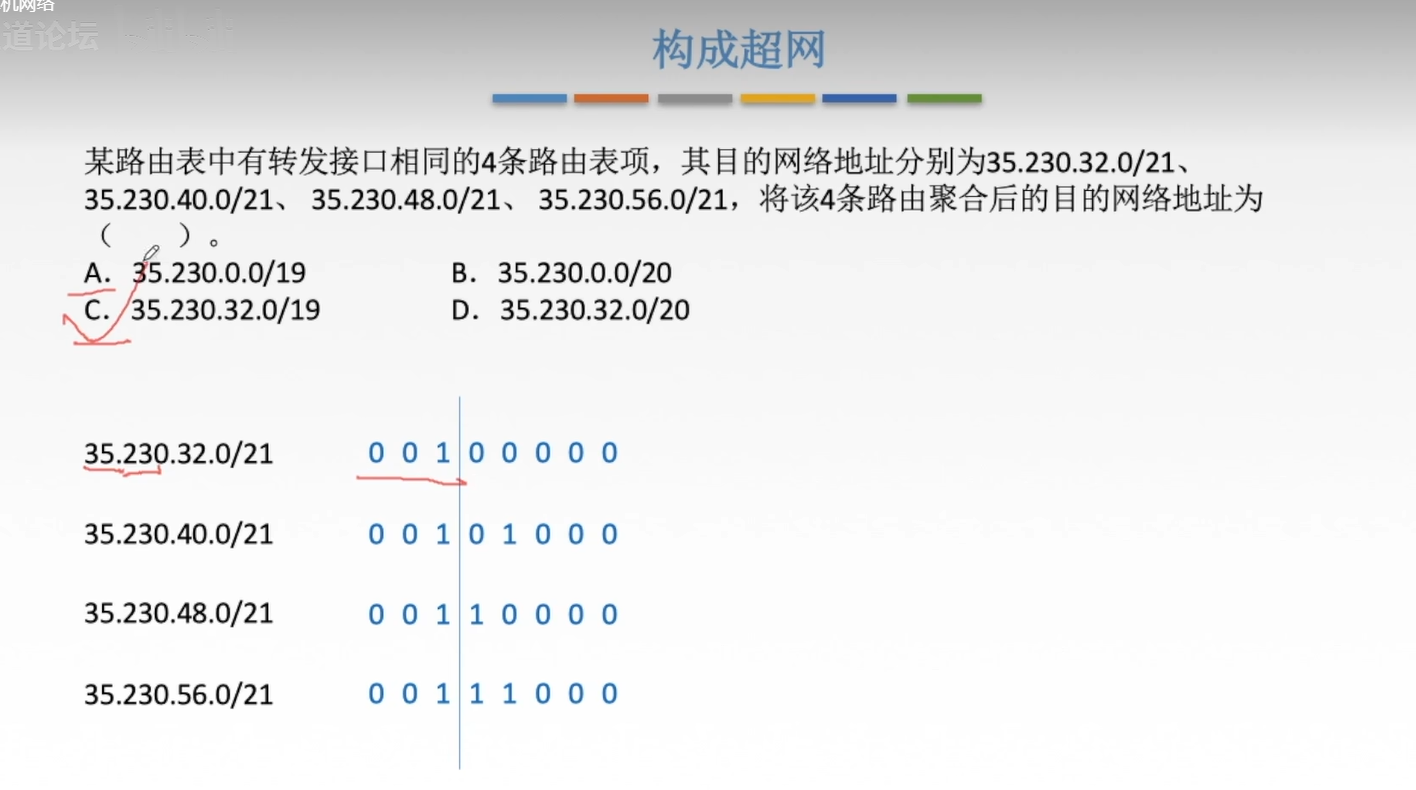 机网络
道论坛
构成超网
某路由表中有转发接口相同的4条路由表项，其目的网络地址分别为35.230.32.0/21、
35.230.40.0/21、 35.230.48.0/21、 35.230.56.0/21，将该4条路由聚合后的目的网络地址为
（ ）。
A. 35.230.0.0/19 B. 35.230.0.0/20
C. 35.230.32.0/19 D. 35.230.32.0/20
35.230.32.0/21 0 0 1 0 0 0 0 0
35.230.40.0/21 0 0 1 0 1 0 0 0
35.230.48.0/21 0 0 1 1 0 0 0 0
35.230.56.0/21 0 0 1 1 1 0 0 0